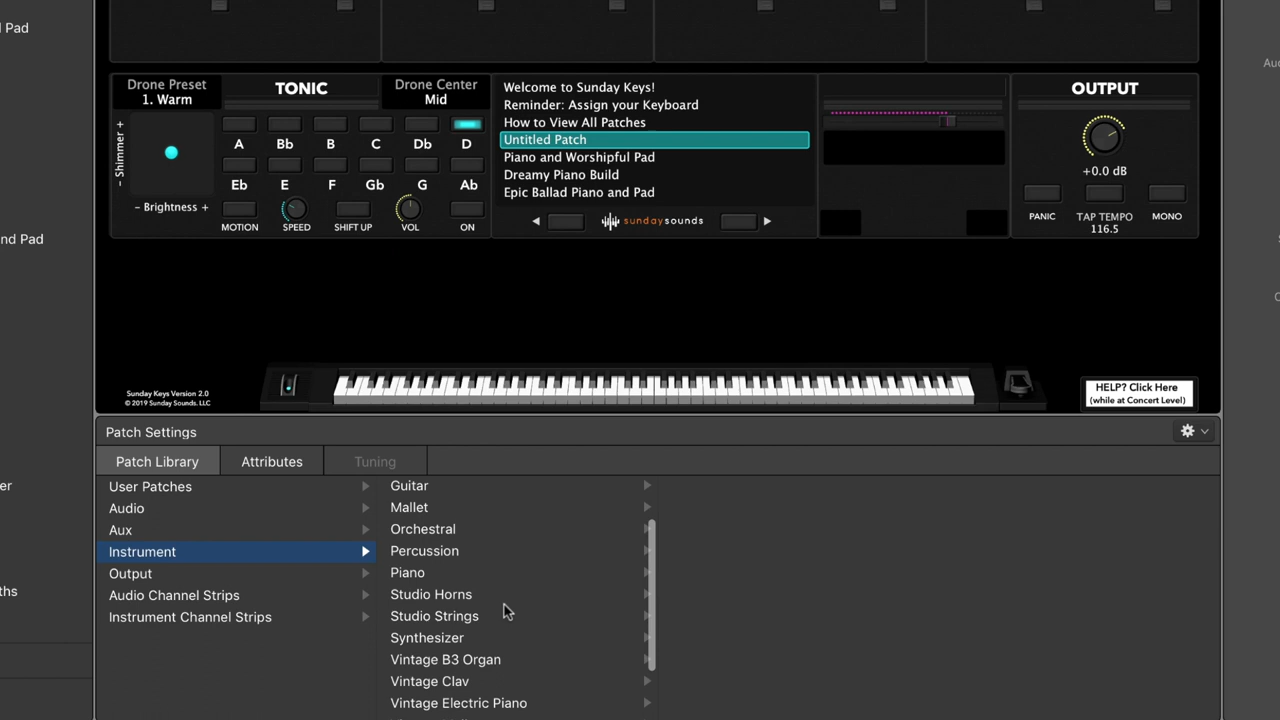 l Pad
nd Pad
er
ths
Au
Drone Preset
1. Warm
TONIC
Drone Center
Mid
– Shimmer +
– Brightness +
A Bb B C Db D
Eb E F Gb G Ab
MOTION SPEED SHIFT UP VOL ON
Welcome to Sunday Keys!
Reminder: Assign your Keyboard
How to View All Patches
Untitled Patch
Piano and Worshipful Pad
Dreamy Piano Build
Epic Ballad Piano and Pad
sundaysounds
OUTPUT
+0.0 dB
PANIC TAP TEMPO MONO
116.5
Sunday Keys Version 2.0
© 2019 Sunday Sounds. LLC
HELP? Click Here
(while at Concert Level)
Patch Settings
Patch Library Attributes Tuning
User Patches
Audio
Aux
Instrument
Output
Audio Channel Strips
Instrument Channel Strips
Guitar
Mallet
Orchestral
Percussion
Piano
Studio Horns
Studio Strings
Synthesizer
Vintage B3 Organ
Vintage Clav
Vintage Electric Piano